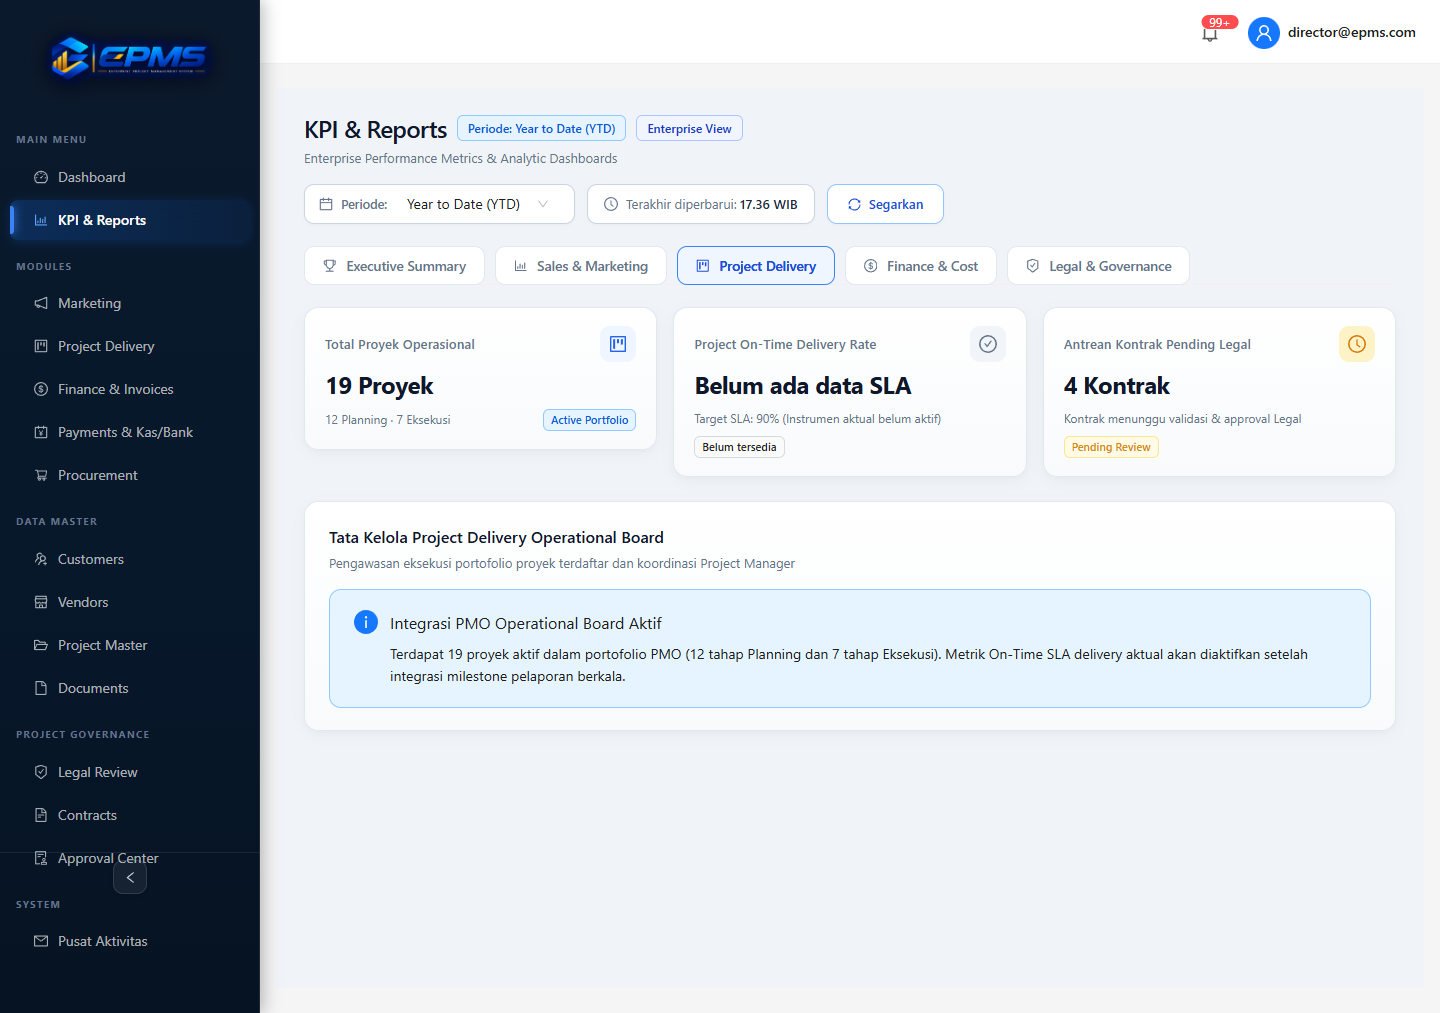 EPMS
99+
director@epms.com
MAIN MENU
Dashboard
KPI & Reports
MODULES
Marketing
Project Delivery
Finance & Invoices
Payments & Kas/Bank
Procurement
DATA MASTER
Customers
Vendors
Project Master
Documents
PROJECT GOVERNANCE
Legal Review
Contracts
Approval Center
SYSTEM
Pusat Aktivitas
KPI & Reports
Periode: Year to Date (YTD)
Enterprise View
Enterprise Performance Metrics & Analytic Dashboards
Periode: Year to Date (YTD)
Terakhir diperbarui: 17.36 WIB
Segarkan
Executive Summary
Sales & Marketing
Project Delivery
Finance & Cost
Legal & Governance
Total Proyek Operasional
19 Proyek
12 Planning · 7 Eksekusi
Active Portfolio
Project On-Time Delivery Rate
Belum ada data SLA
Target SLA: 90% (Instrumen aktual belum aktif)
Belum tersedia
Antrean Kontrak Pending Legal
4 Kontrak
Kontrak menunggu validasi & approval Legal
Pending Review
Tata Kelola Project Delivery Operational Board
Pengawasan eksekusi portofolio proyek terdaftar dan koordinasi Project Manager
Integrasi PMO Operational Board Aktif
Terdapat 19 proyek aktif dalam portofolio PMO (12 tahap Planning dan 7 tahap Eksekusi). Metrik On-Time SLA delivery aktual akan diaktifkan setelah
integrasi milestone pelaporan berkala.